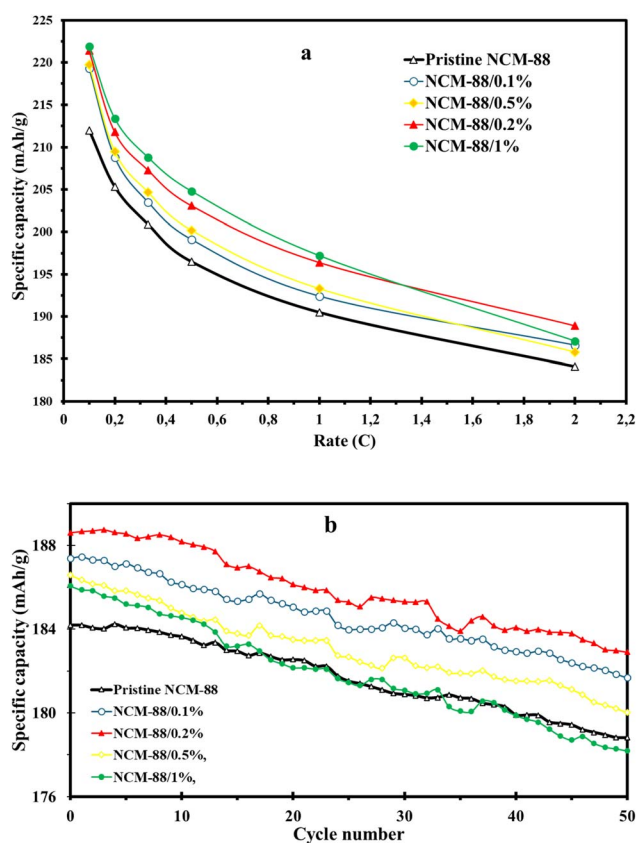 225
220
215
210
205
200
195
190
185
180
Specific capacity (mAh/g)
a
Pristine NCM-88
NCM-88/0.1%
NCM-88/0.5%
NCM-88/0.2%
NCM-88/1%
0 0,2 0,4 0,6 0,8 1 1,2 1,4 1,6 1,8 2 2,2
Rate (C)
188
184
180
176
Specific capacity (mAh/g)
b
Pristine NCM-88
NCM-88/0.1%
NCM-88/0.2%
NCM-88/0.5%,
NCM-88/1%,
0 10 20 30 40 50
Cycle number